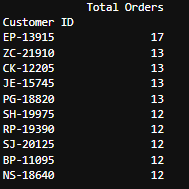 Total Orders
Customer ID
EP-13915 17
ZC-21910 13
CK-12205 13
JE-15745 13
PG-18820 13
SH-19975 12
RP-19390 12
SJ-20125 12
BP-11095 12
NS-18640 12